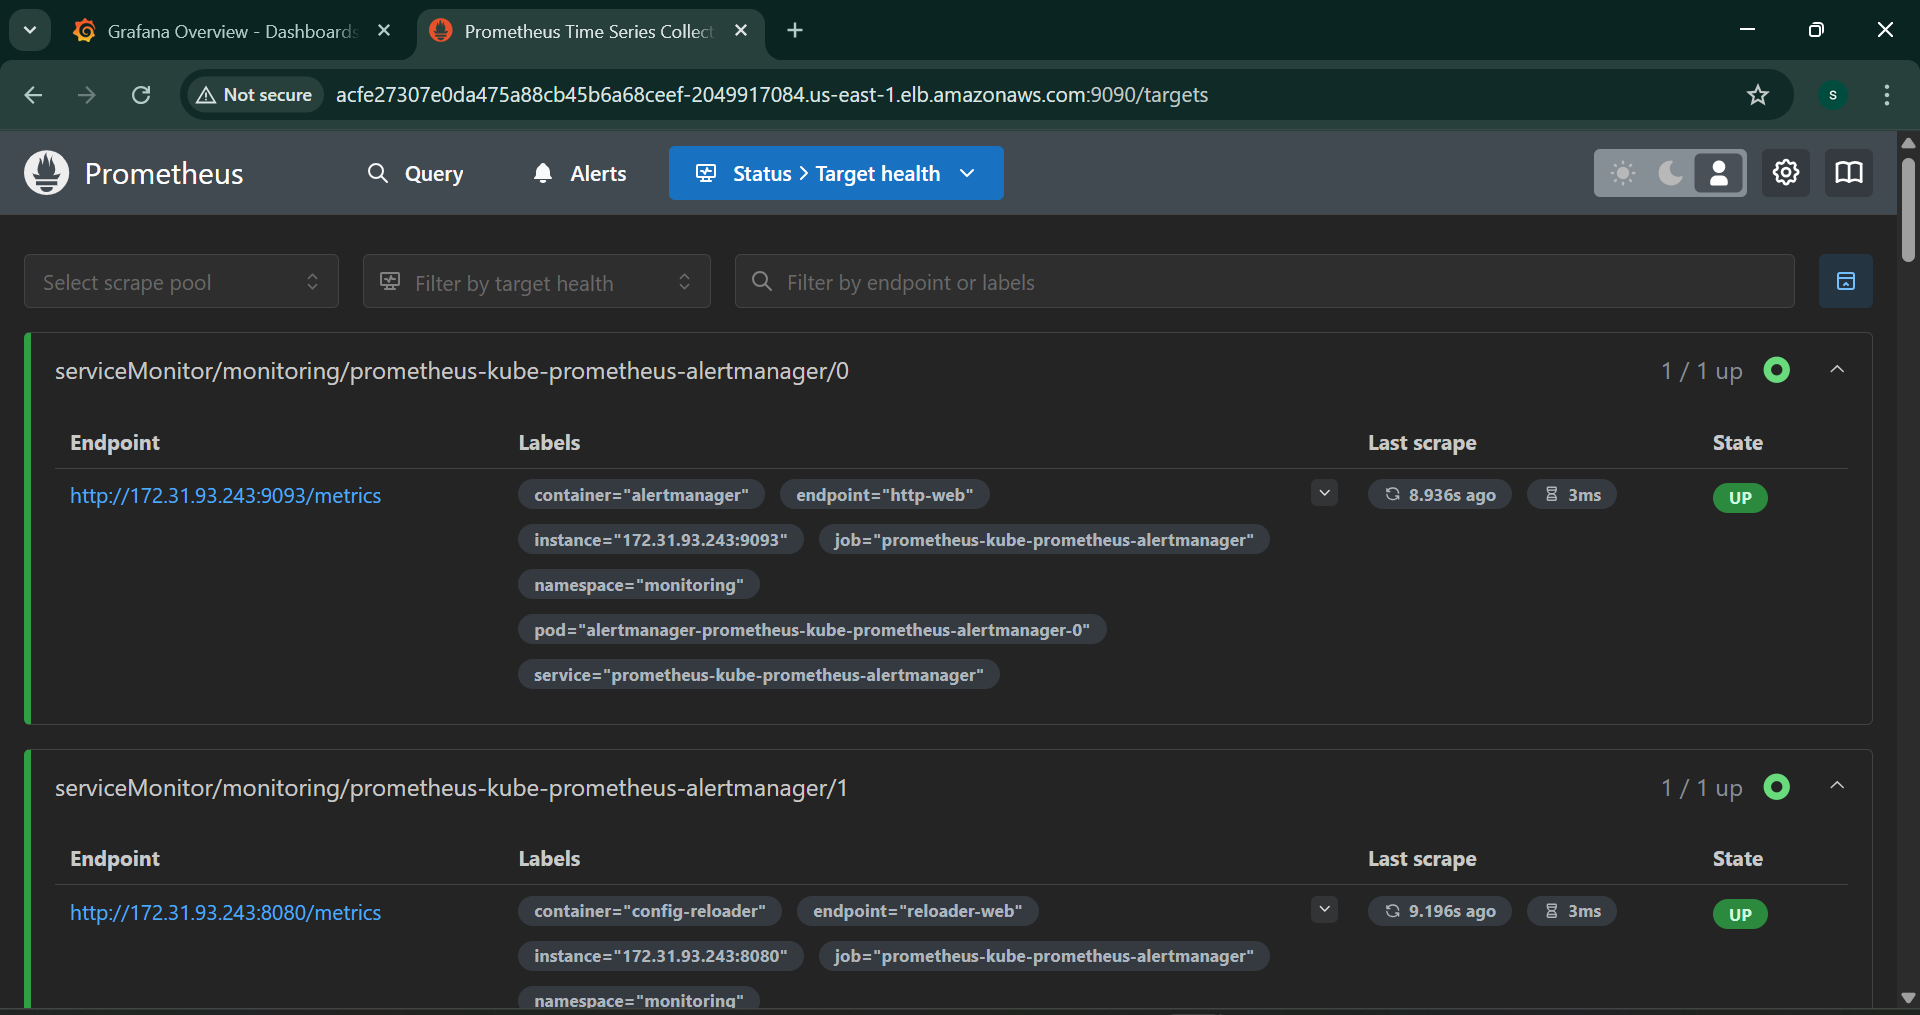 Grafana Overview - Dashboards
Prometheus Time Series Collect
Not secure
acfe27307e0da475a88cb45b6a68ceef-2049917084.us-east-1.elb.amazonaws.com:9090/targets
s
Prometheus
Query
Alerts
Status > Target health
Select scrape pool
Filter by target health
Filter by endpoint or labels
serviceMonitor/monitoring/prometheus-kube-prometheus-alertmanager/0
1 / 1 up
Endpoint
Labels
Last scrape
State
http://172.31.93.243:9093/metrics
container="alertmanager"
endpoint="http-web"
8.936s ago
3ms
UP
instance="172.31.93.243:9093"
job="prometheus-kube-prometheus-alertmanager"
namespace="monitoring"
pod="alertmanager-prometheus-kube-prometheus-alertmanager-0"
service="prometheus-kube-prometheus-alertmanager"
serviceMonitor/monitoring/prometheus-kube-prometheus-alertmanager/1
1 / 1 up
Endpoint
Labels
Last scrape
State
http://172.31.93.243:8080/metrics
container="config-reloader"
endpoint="reloader-web"
9.196s ago
3ms
UP
instance="172.31.93.243:8080"
job="prometheus-kube-prometheus-alertmanager"
namespace="monitoring"